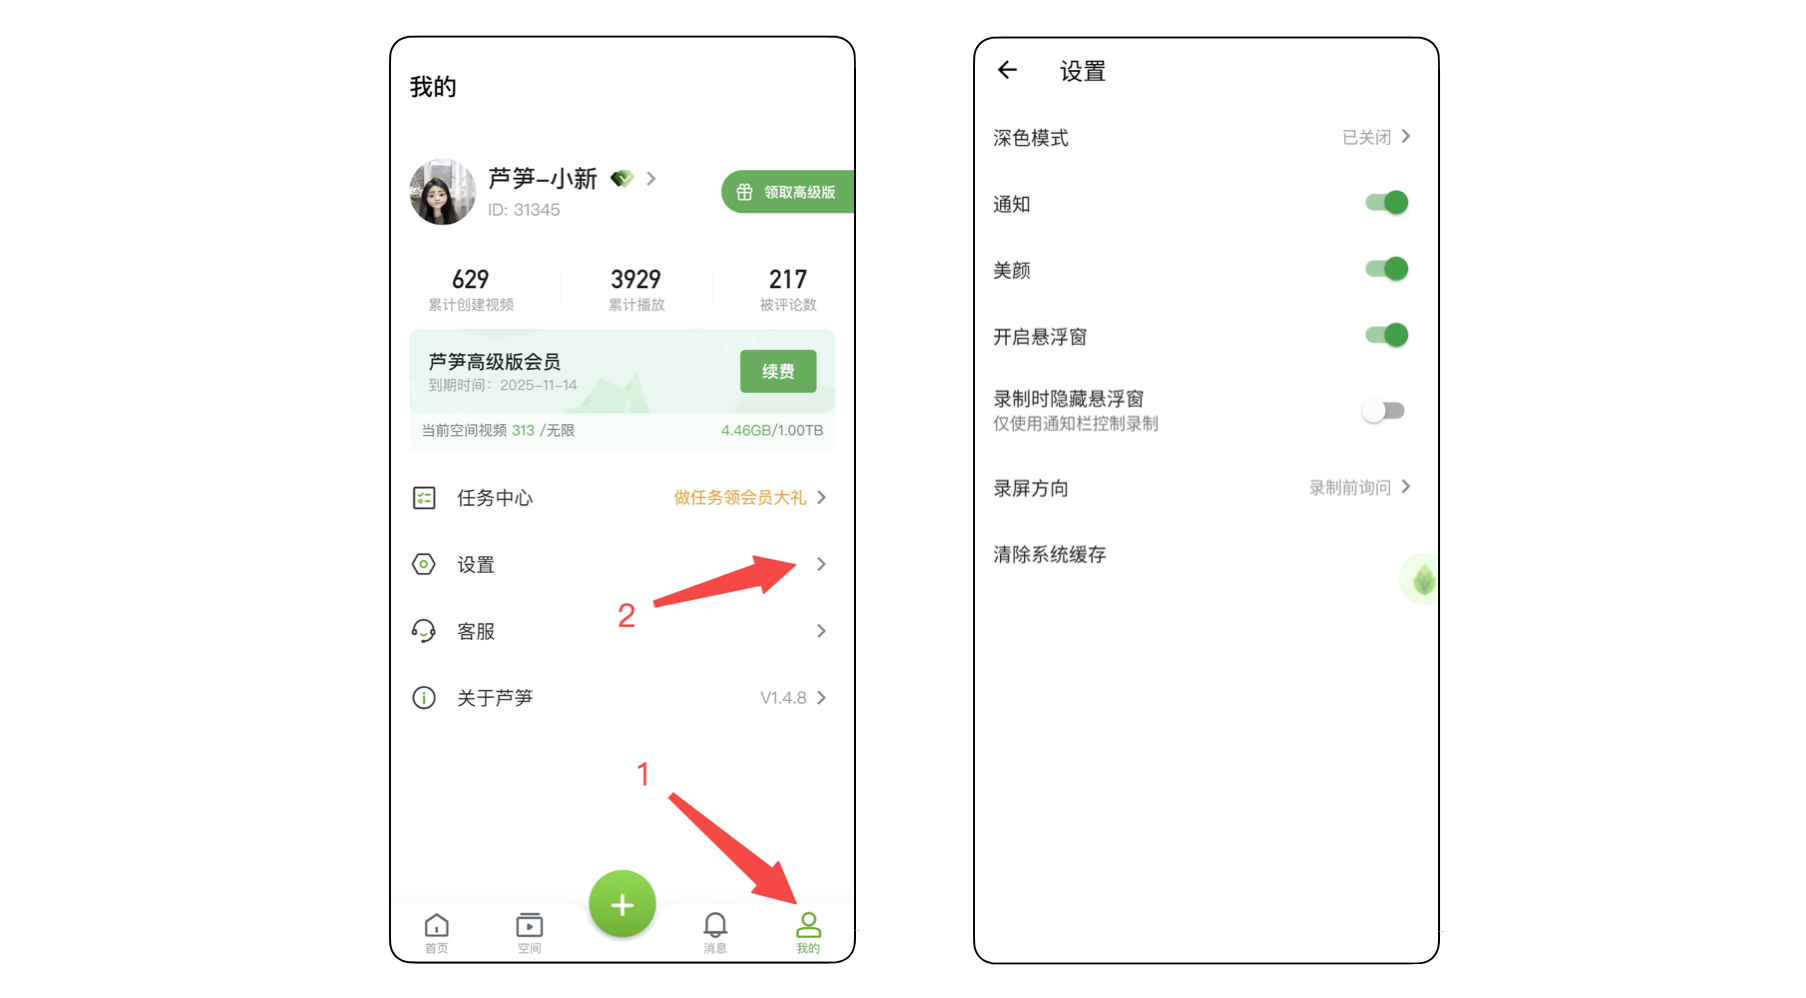 我的
芦笋-小新
ID: 31345
领取高级版
629
累计创建视频
3929
累计播放
217
被评论数
芦笋高级版会员
到期时间：2025-11-14
续费
当前空间视频 313 /无限
4.46GB/1.00TB
任务中心
做任务领会员大礼
设置
2
客服
关于芦笋
V1.4.8
1
首页
空间
消息
我的
设置
深色模式
已关闭
通知
美颜
开启悬浮窗
录制时隐藏悬浮窗
仅使用通知栏控制录制
录屏方向
录制前询问
清除系统缓存